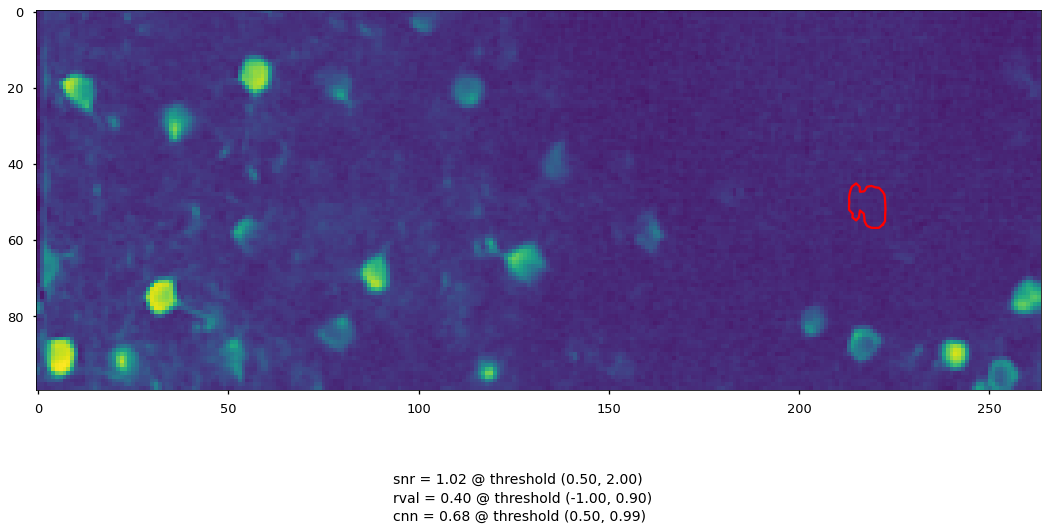 0
20
40
60
80
0 50 100 150 200 250
snr = 1.02 @ threshold (0.50, 2.00)
rval = 0.40 @ threshold (-1.00, 0.90)
cnn = 0.68 @ threshold (0.50, 0.99)